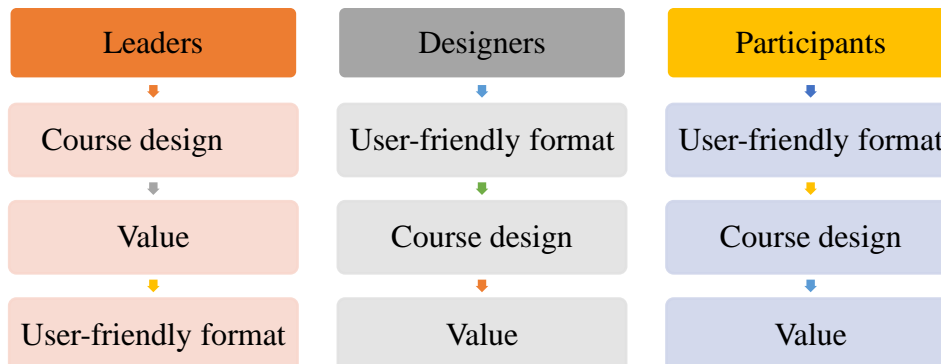 Leaders
Course design
Value
User-friendly format
Designers
User-friendly format
Course design
Value
Participants
User-friendly format
Course design
Value